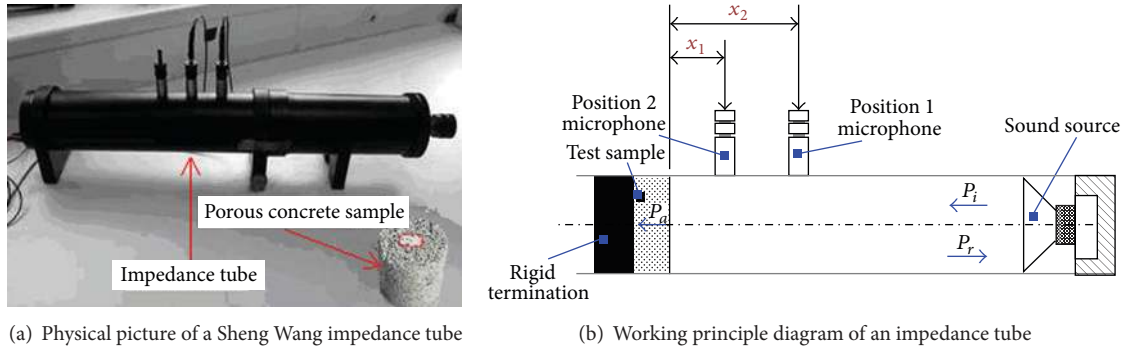 Impedance tube
Porous concrete sample
(a) Physical picture of a Sheng Wang impedance tube
x₂
x₁
Position 2
microphone
Test sample
Position 1
microphone
Sound source
Pₐ
Pᵢ
Pᵣ
Rigid
termination
(b) Working principle diagram of an impedance tube